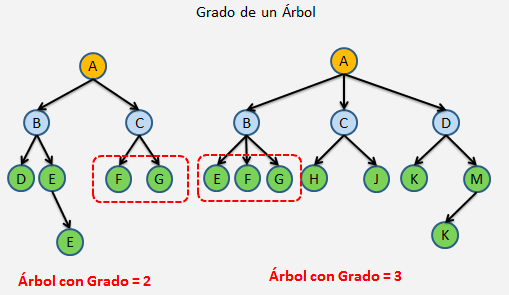 Grado de un Árbol
A
B
C
D
E
F
G
E
Árbol con Grado = 2
A
B
C
D
E
F
G
H
J
K
M
K
Árbol con Grado = 3